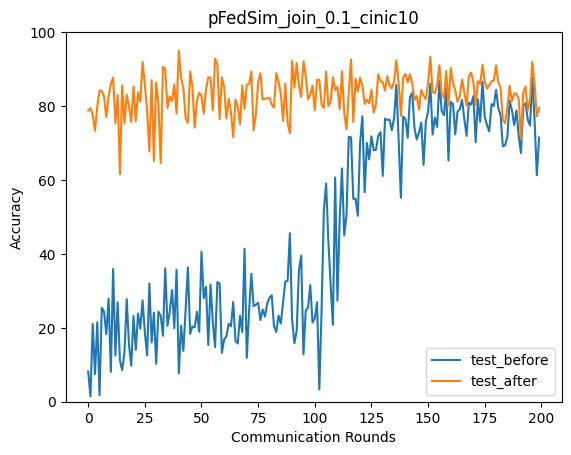 pFedSim_join_0.1_cinic10
100
80
60
40
20
0
Accuracy
0 25 50 75 100 125 150 175 200
Communication Rounds
test_before
test_after